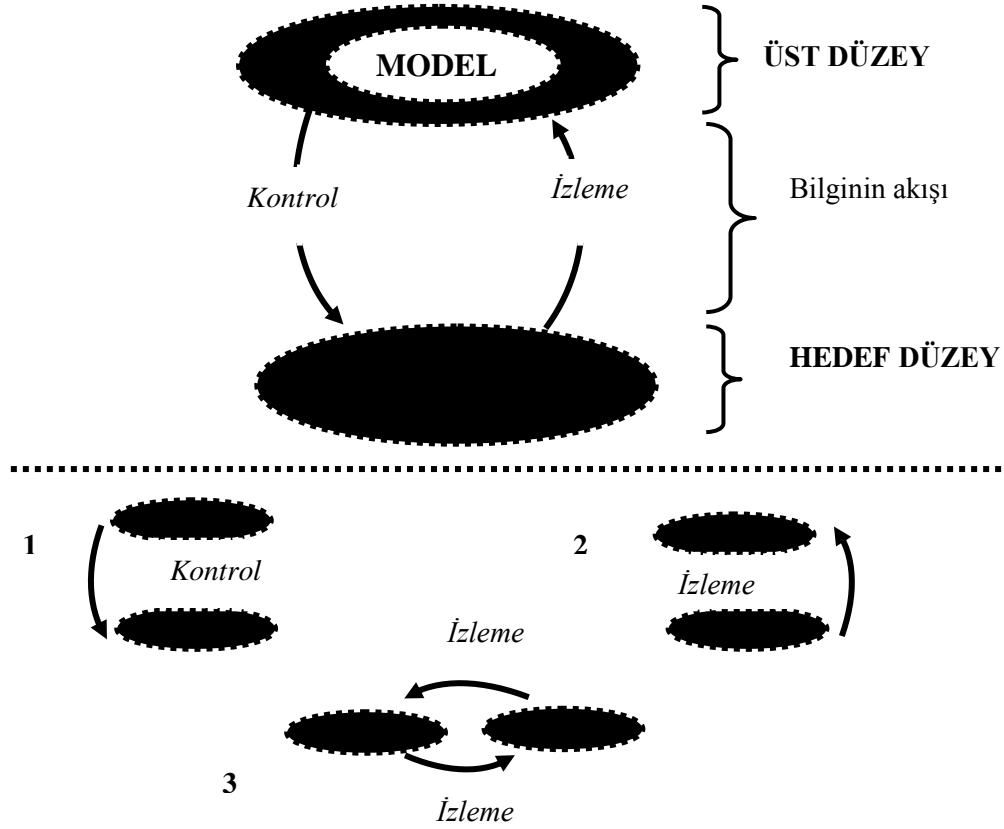 MODEL
ÜST DÜZEY
Kontrol
İzleme
Bilginin akışı
HEDEF DÜZEY
1
Kontrol
2
İzleme
İzleme
3
İzleme